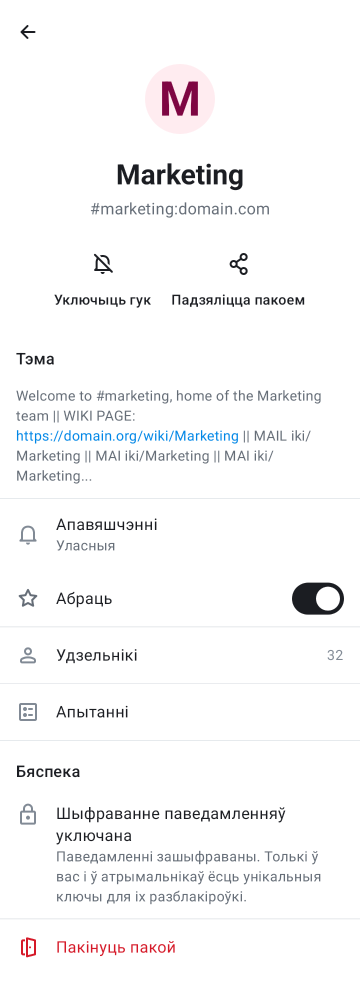 M
Marketing
#marketing:domain.com
Уключыць гук
Падзяліцца пакоем
Тэма
Welcome to #marketing, home of the Marketing
team || WIKI PAGE:
https://domain.org/wiki/Marketing || MAIL iki/
Marketing || MAI iki/Marketing || MAI iki/
Marketing...
Апавяшчэнні
Уласныя
Абраць
Удзельнікі 32
Апытанні
Бяспека
Шыфраванне паведамленняў
уключана
Паведамленні зашыфраваны. Толькі ў
вас і ў атрымальнікаў ёсць унікальныя
ключы для іх разблакіроўкі.
Пакінуць пакой